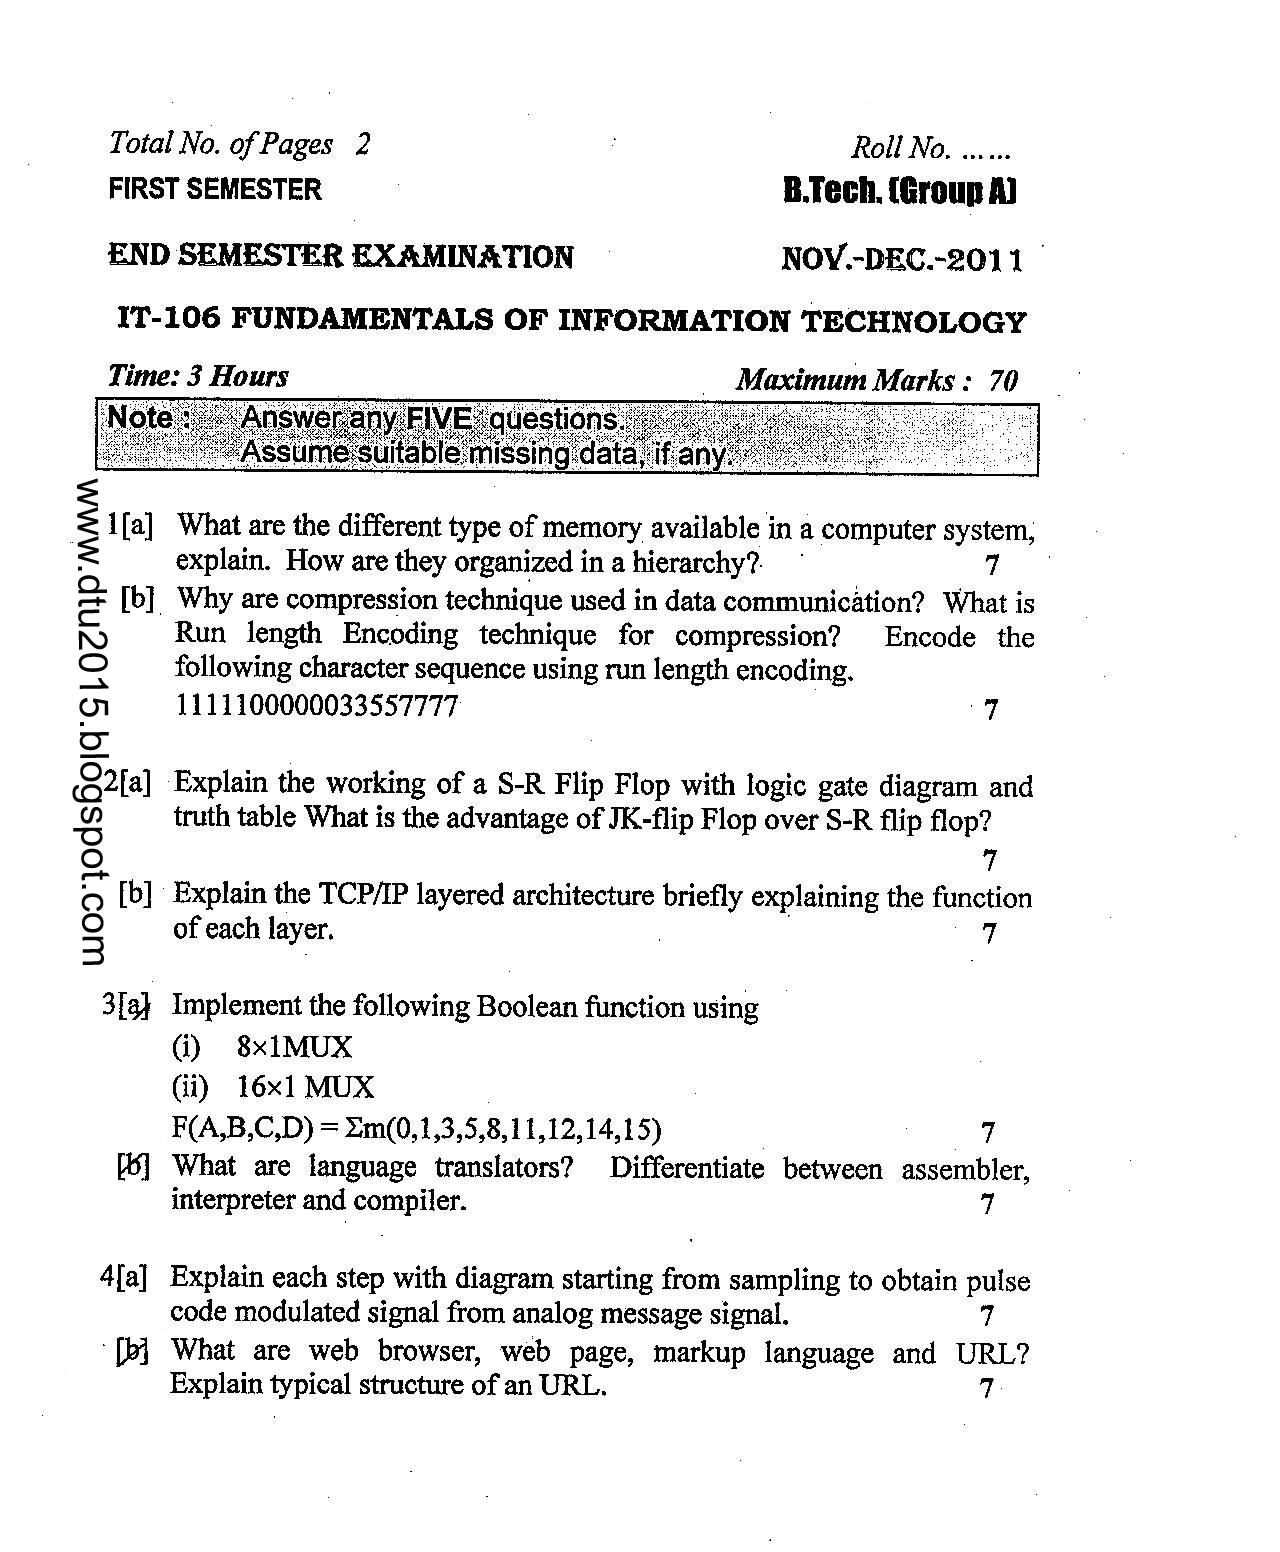 Total No. of Pages 2
Roll No. ......
FIRST SEMESTER
B.Tech. (Group A)
END SEMESTER EXAMINATION
NOV.-DEC.-2011
IT-106 FUNDAMENTALS OF INFORMATION TECHNOLOGY
Time: 3 Hours
Maximum Marks : 70
Note : Answer any FIVE questions.
Assume suitable missing data, if any.
www.dtu2015.blogspot.com
1[a] What are the different type of memory available in a computer system,
explain. How are they organized in a hierarchy? 7
[b] Why are compression technique used in data communication? What is
Run length Encoding technique for compression? Encode the
following character sequence using run length encoding.
1111100000033557777 7
2[a] Explain the working of a S-R Flip Flop with logic gate diagram and
truth table What is the advantage of JK-flip Flop over S-R flip flop?
7
[b] Explain the TCP/IP layered architecture briefly explaining the function
of each layer. 7
3[a] Implement the following Boolean function using
(i) 8×1MUX
(ii) 16×1 MUX
F(A,B,C,D) = Σm(0,1,3,5,8,11,12,14,15) 7
[b] What are language translators? Differentiate between assembler,
interpreter and compiler. 7
4[a] Explain each step with diagram starting from sampling to obtain pulse
code modulated signal from analog message signal. 7
[b] What are web browser, web page, markup language and URL?
Explain typical structure of an URL. 7